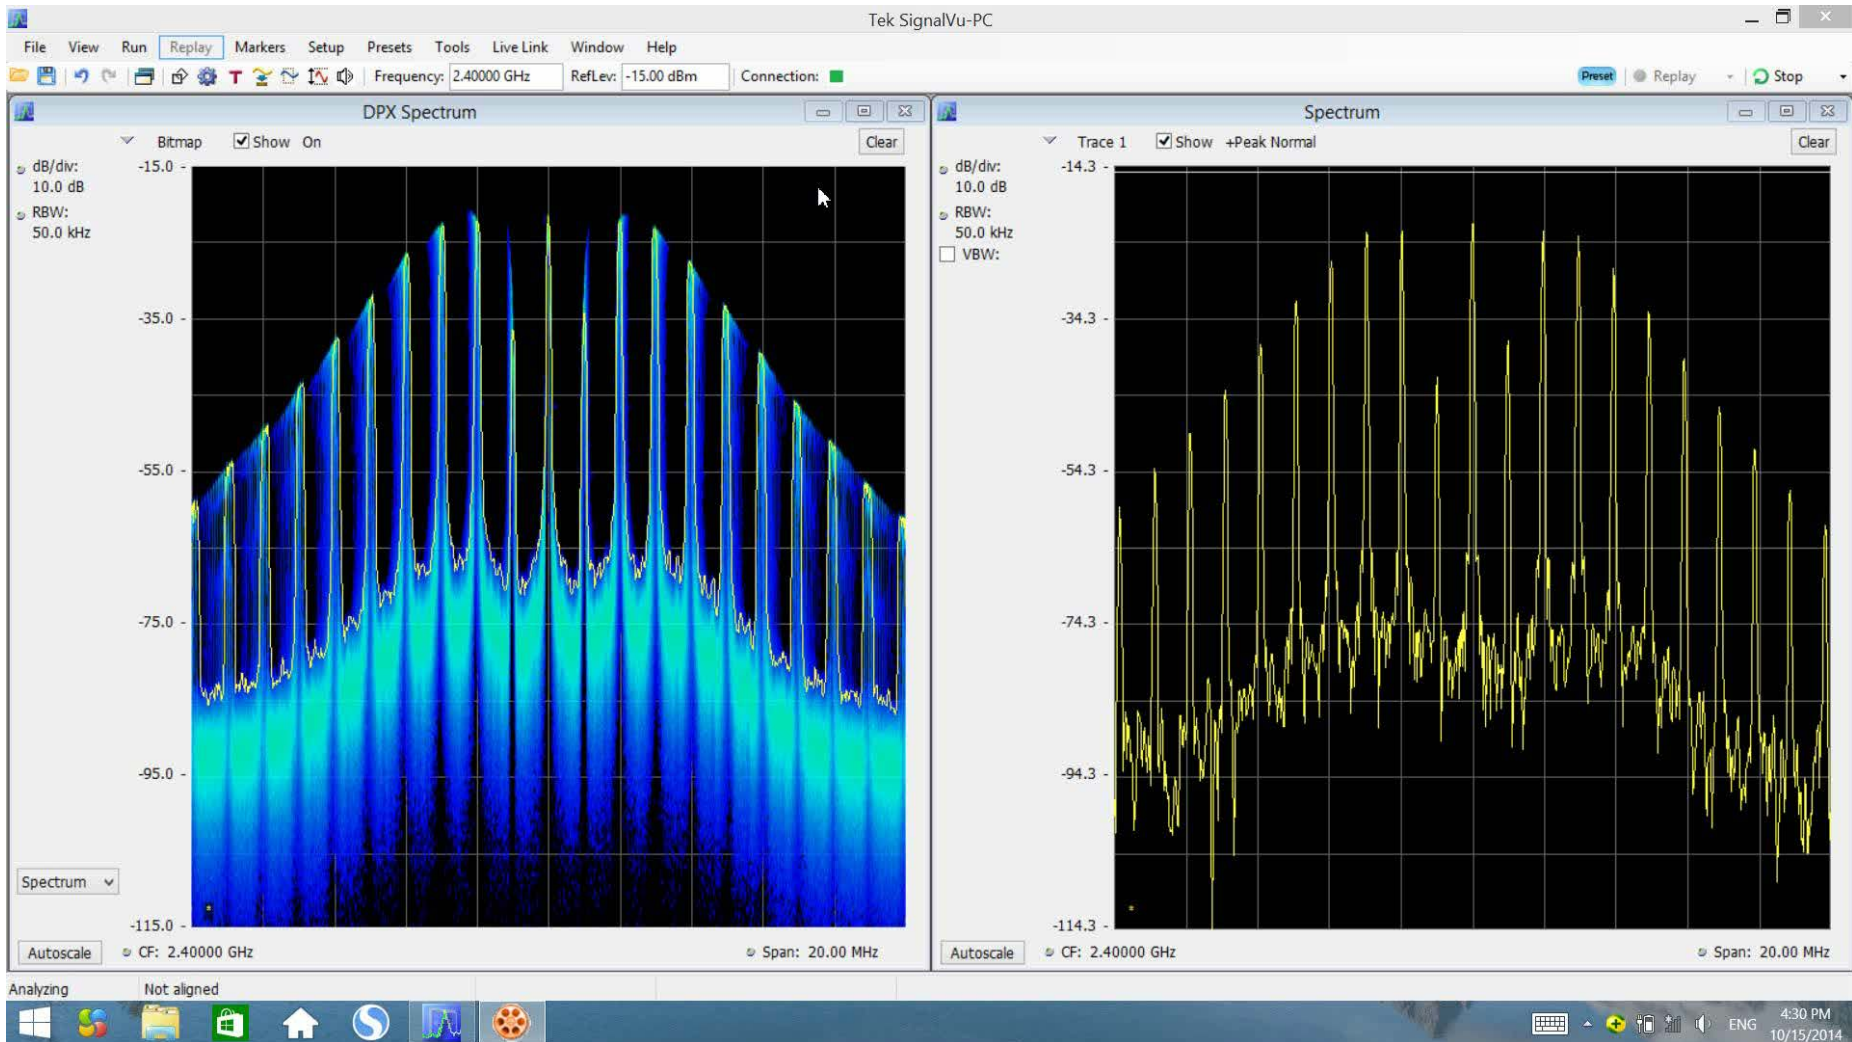 Tek SignalVu-PC
File View Run Replay Markers Setup Presets Tools Live Link Window Help
Frequency: 2.40000 GHz RefLev: -15.00 dBm Connection: Preset Replay Stop
DPX Spectrum
Bitmap Show On Clear
dB/div:
10.0 dB
RBW:
50.0 kHz
-15.0 -
-35.0 -
-55.0 -
-75.0 -
-95.0 -
-115.0 -
Spectrum
Autoscale CF: 2.40000 GHz Span: 20.00 MHz
Spectrum
Trace 1 Show +Peak Normal Clear
dB/div:
10.0 dB
RBW:
50.0 kHz
VBW:
-14.3 -
-34.3 -
-54.3 -
-74.3 -
-94.3 -
-114.3 -
Autoscale CF: 2.40000 GHz Span: 20.00 MHz
Analyzing Not aligned
ENG
4:30 PM
10/15/2014